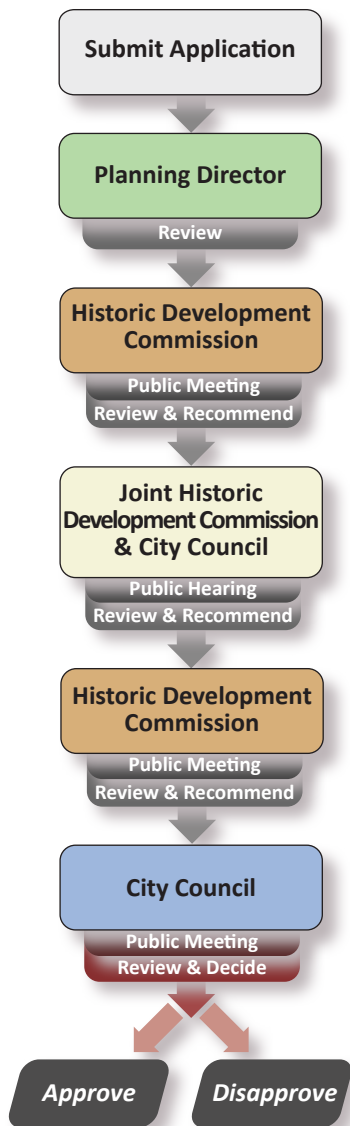 Submit Application
Planning Director
Review
Historic Development
Commission
Public Meeting
Review & Recommend
Joint Historic
Development Commission
& City Council
Public Hearing
Review & Recommend
Historic Development
Commission
Public Meeting
Review & Recommend
City Council
Public Meeting
Review & Decide
Approve
Disapprove